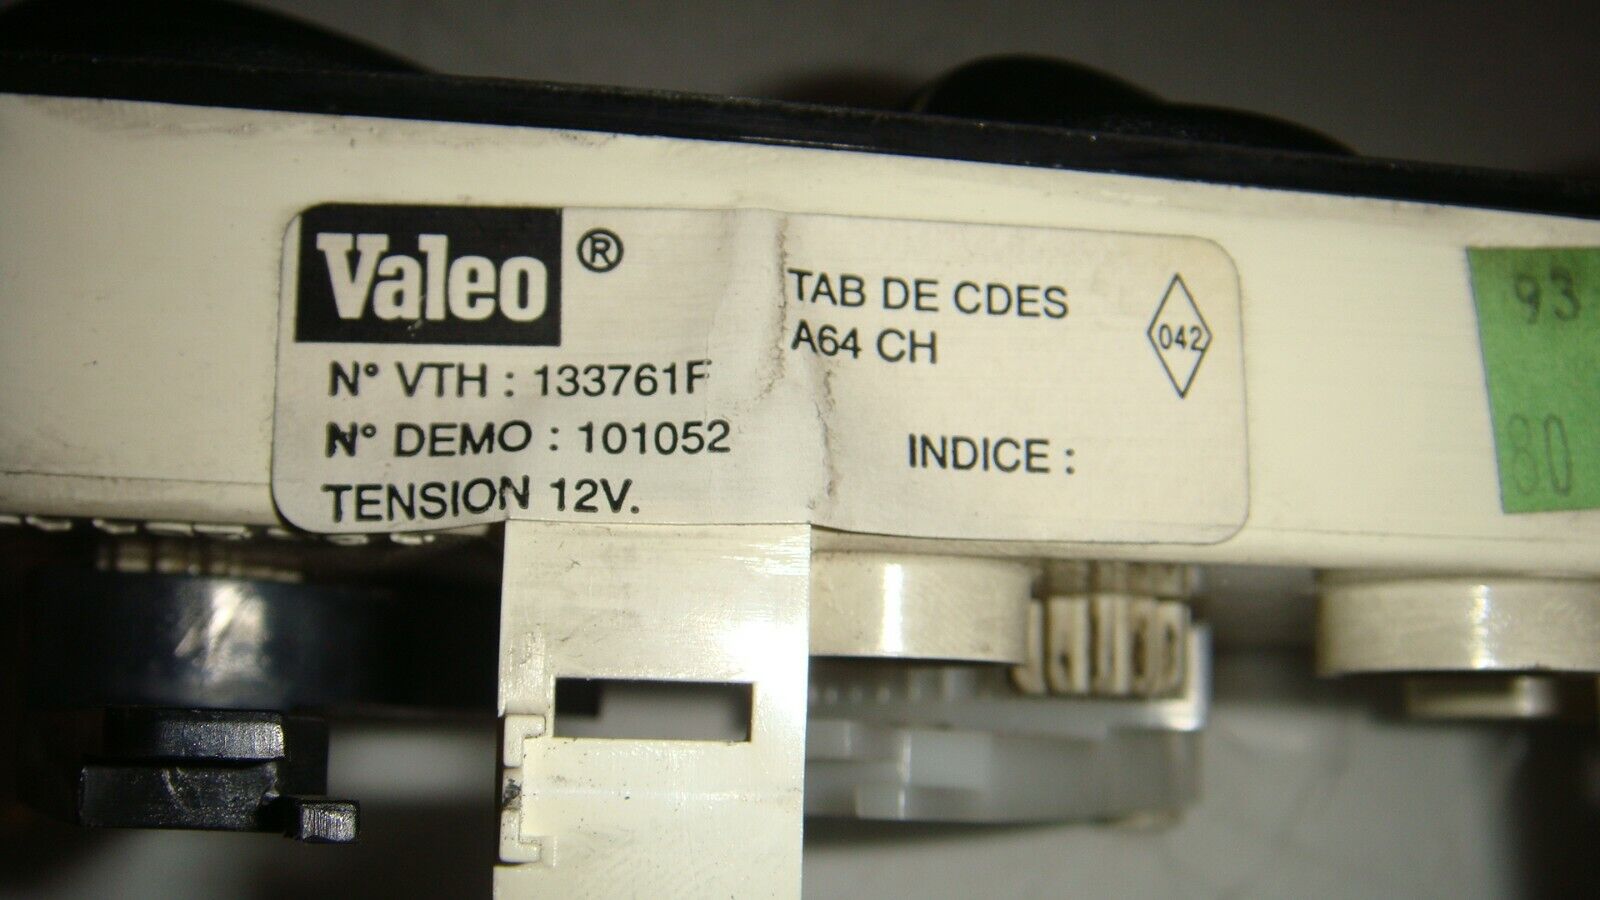 Valeo ®
N° VTH : 133761F
N° DEMO : 101052
TENSION 12V.
TAB DE CDES
A64 CH
042
INDICE :
93
80